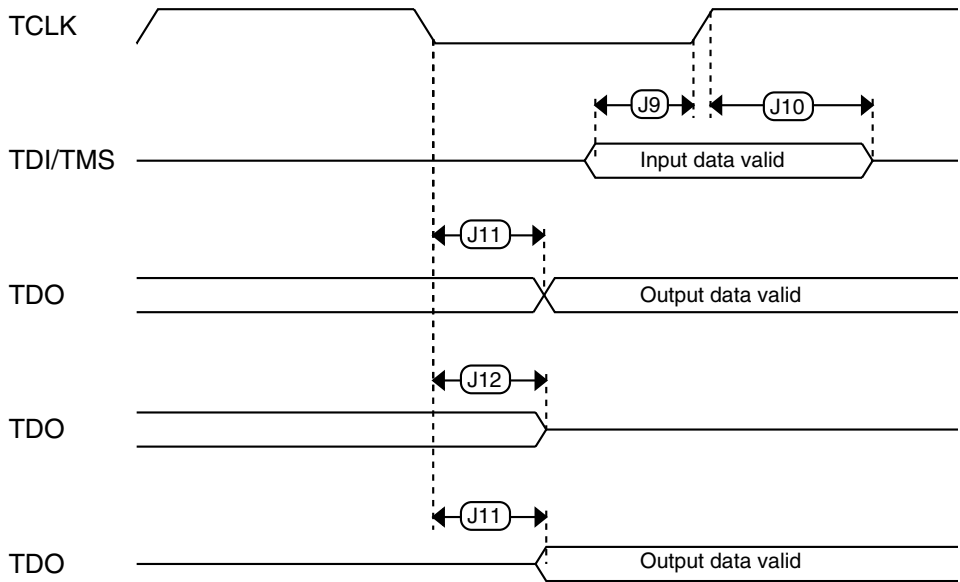 TCLK
J9
J10
TDI/TMS
Input data valid
J11
TDO
Output data valid
J12
TDO
J11
TDO
Output data valid